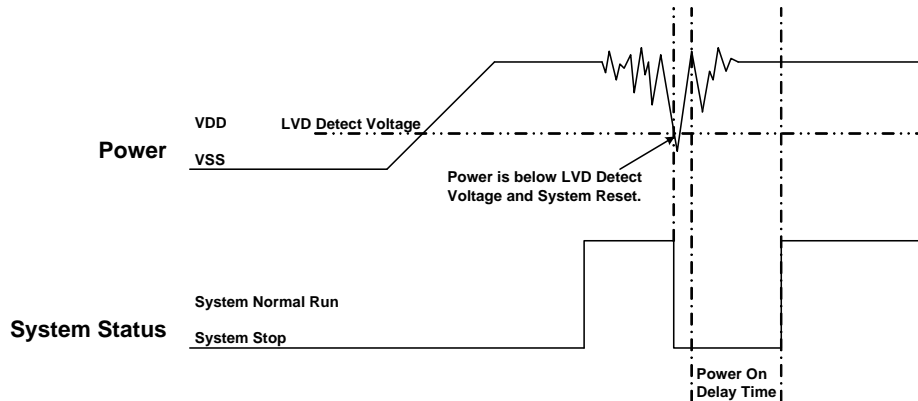 VDD
LVD Detect Voltage
Power
VSS
Power is below LVD Detect
Voltage and System Reset.
System Normal Run
System Status
System Stop
Power On
Delay Time